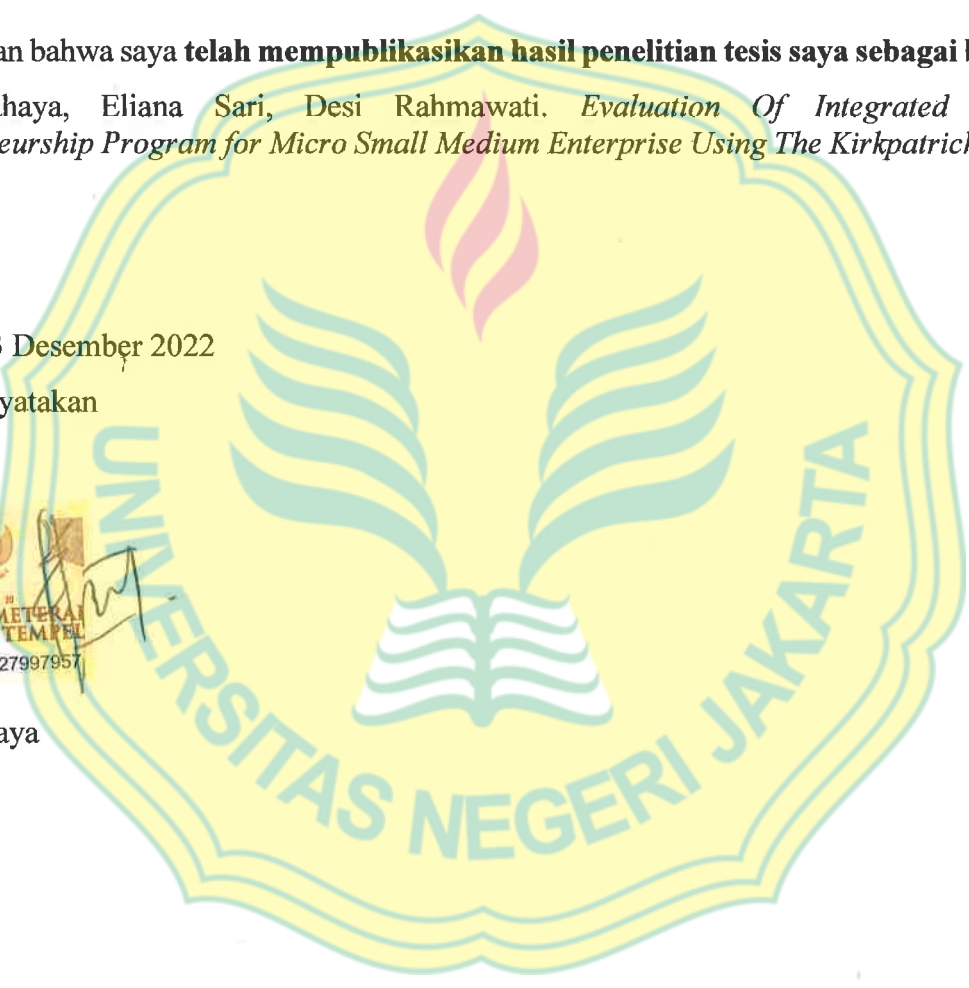 an bahwa saya telah mempublikasikan hasil penelitian tesis saya sebagai
ahaya, Eliana Sari, Desi Rahmawati. Evaluation Of Integrated
eurship Program for Micro Small Medium Enterprise Using The Kirkpatrick
Desember 2022
yatakan
METERAI
TEMPEL
27997957
aya
UNIVERSITAS NEGERI JAKARTA